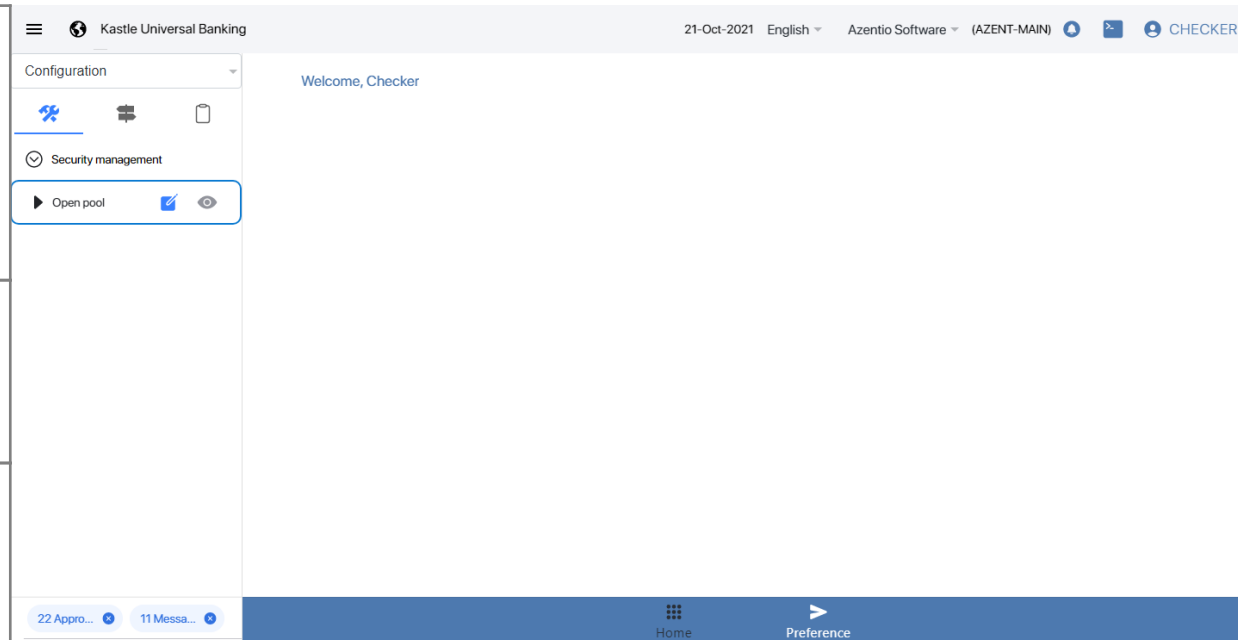 Kastle Universal Banking
21-Oct-2021 English Azentio Software (AZENT-MAIN) CHECKER
Configuration
Welcome, Checker
Security management
Open pool
22 Appro... 11 Messa...
Home Preference